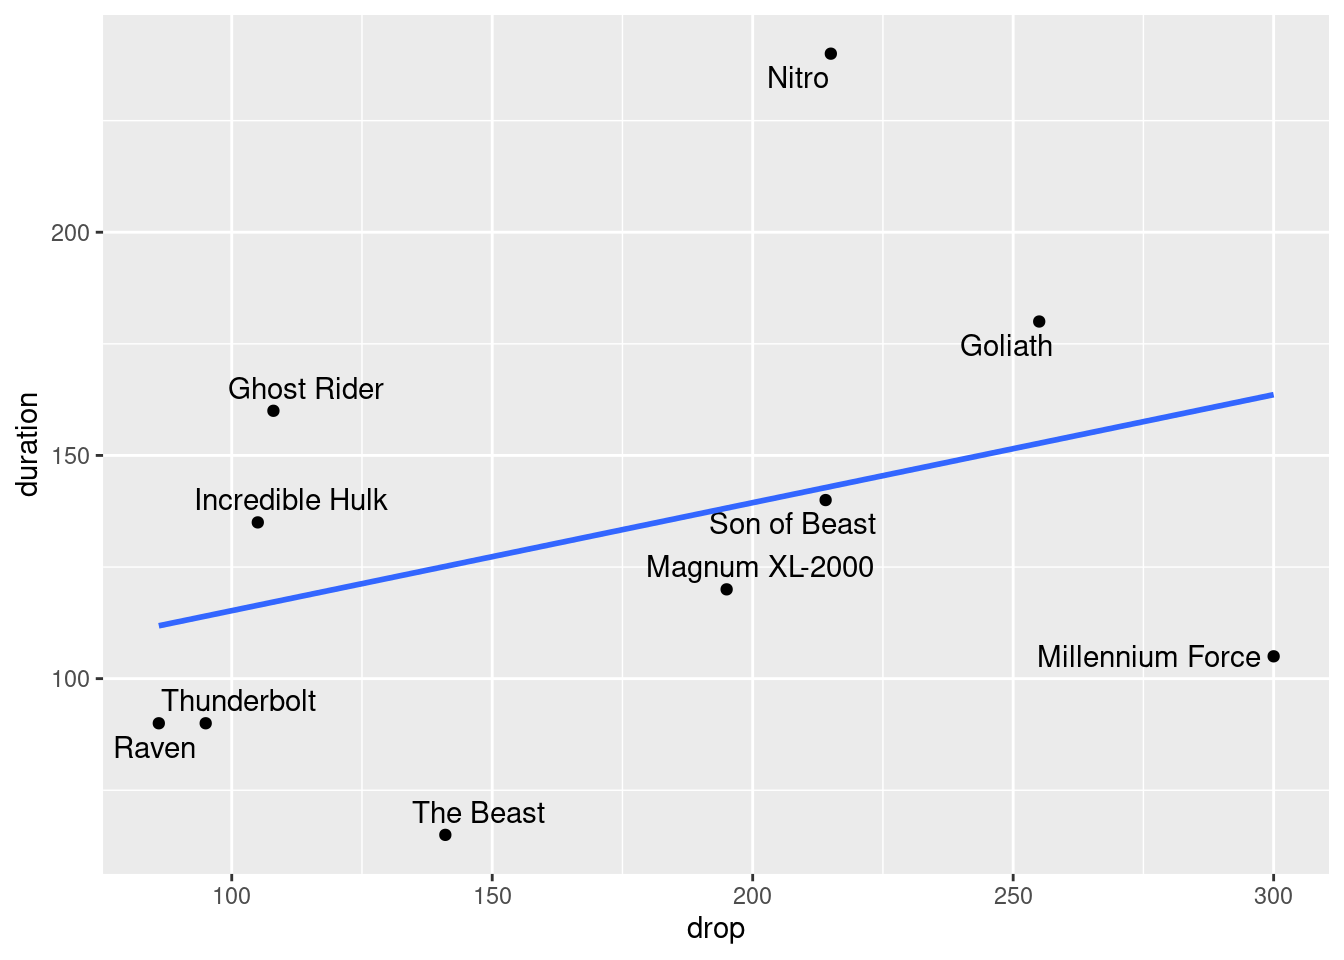 Nitro
200
Goliath
Ghost Rider
duration
150
Incredible Hulk
Son of Beast
Magnum XL-2000
Millennium Force
100
Thunderbolt
Raven
The Beast
100
150
200
250
300
drop